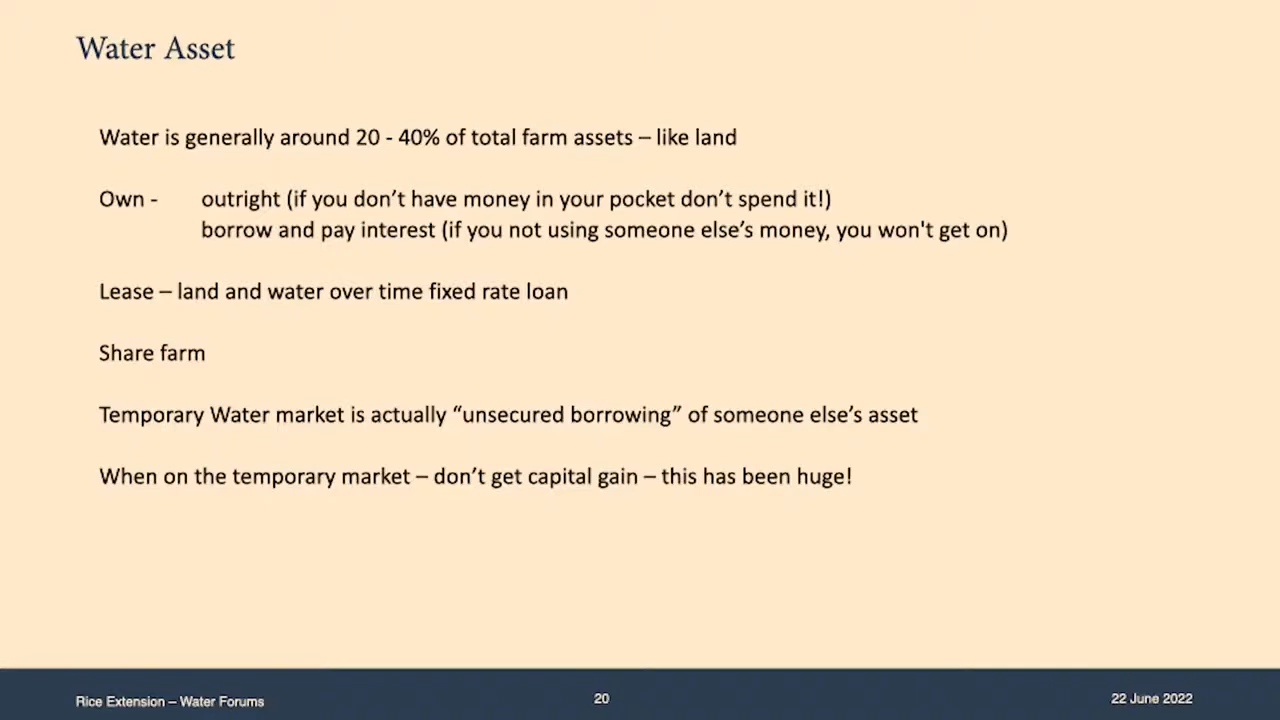 Water Asset
Water is generally around 20 - 40% of total farm assets – like land
Own - outright (if you don’t have money in your pocket don’t spend it!)
borrow and pay interest (if you not using someone else’s money, you won't get on)
Lease – land and water over time fixed rate loan
Share farm
Temporary Water market is actually “unsecured borrowing” of someone else’s asset
When on the temporary market – don’t get capital gain – this has been huge!
Rice Extension – Water Forums
20
22 June 2022